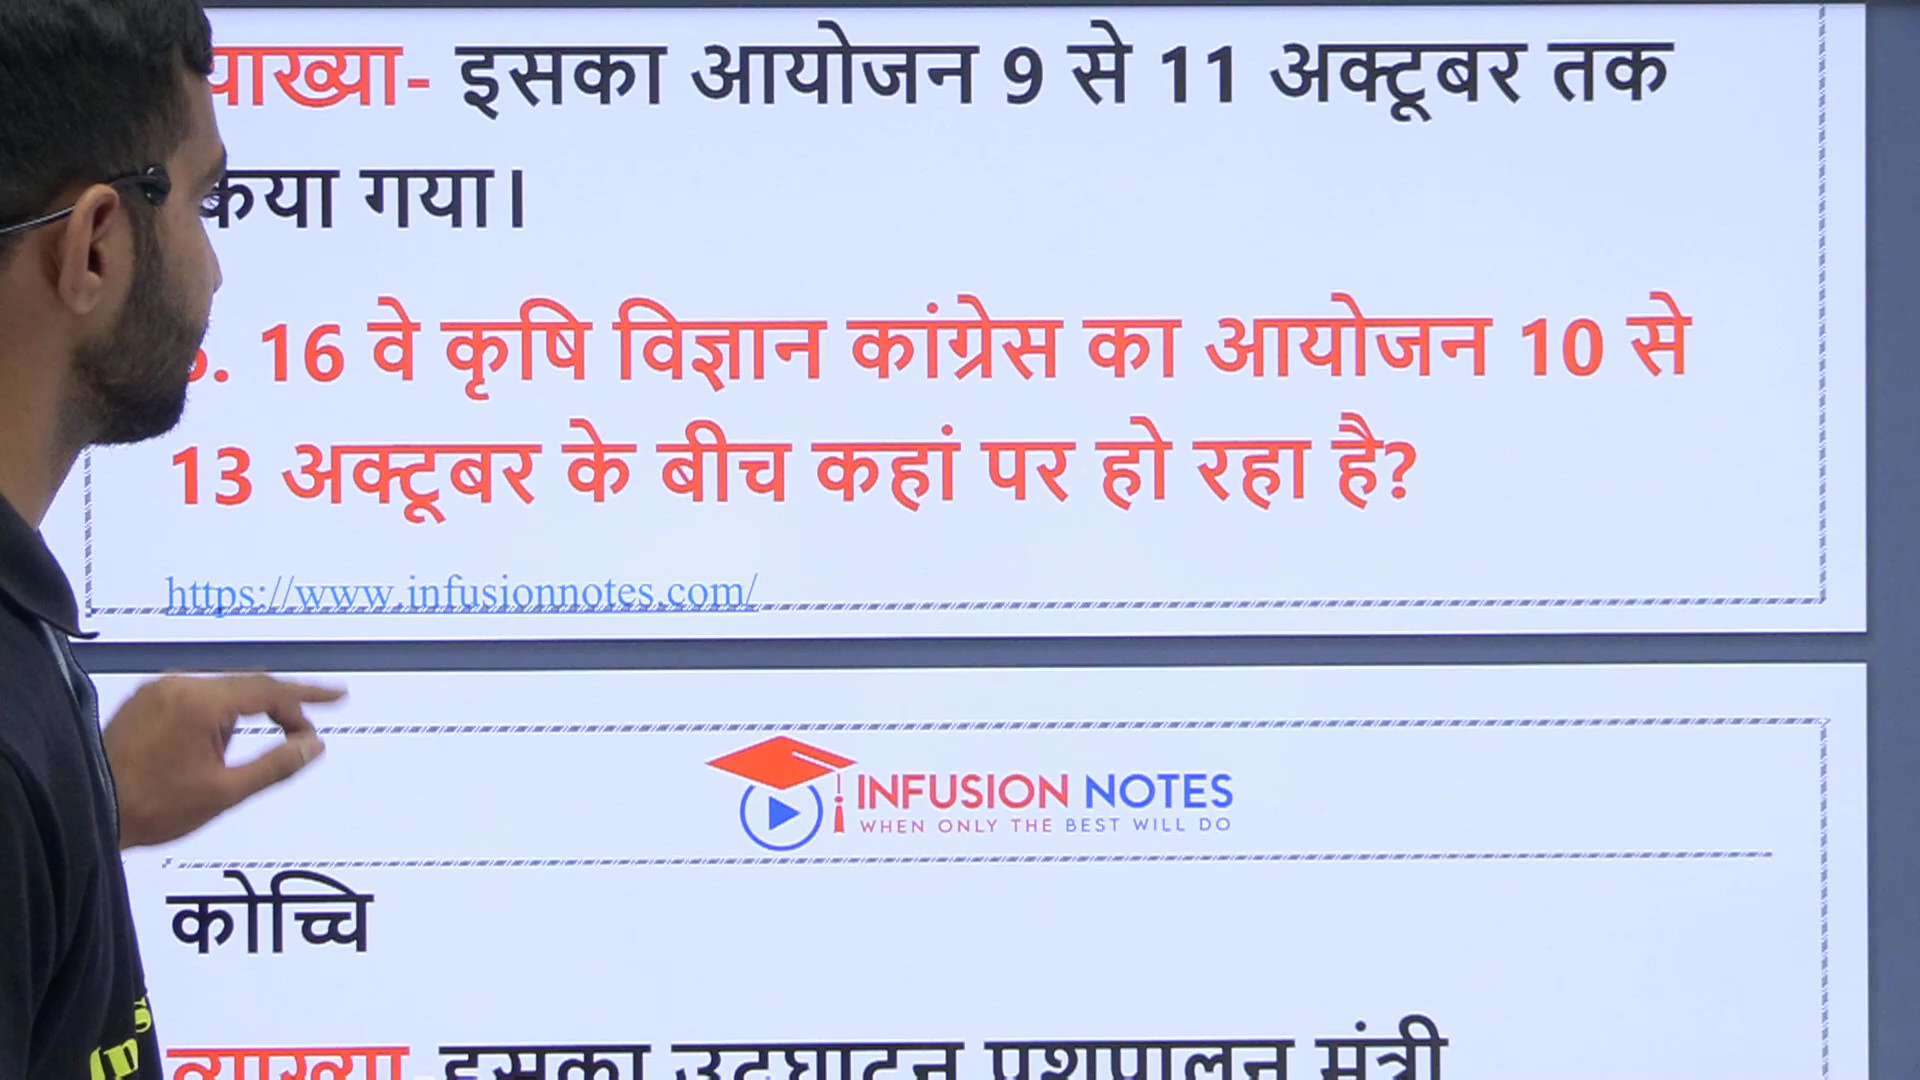 इसका आयोजन 9 से 11 अक्टूबर तक
गया।
16 वे कृषि विज्ञान कांग्रेस का आयोजन 10 से
13 अक्टूबर के बीच कहां पर हो रहा है?
https://www.infusionnotes.com/
INFUSION NOTES
WHEN ONLY THE BEST WILL DO
कोच्चि
व्याख्या-इसका उद्घाटन पशुपालन मंत्री